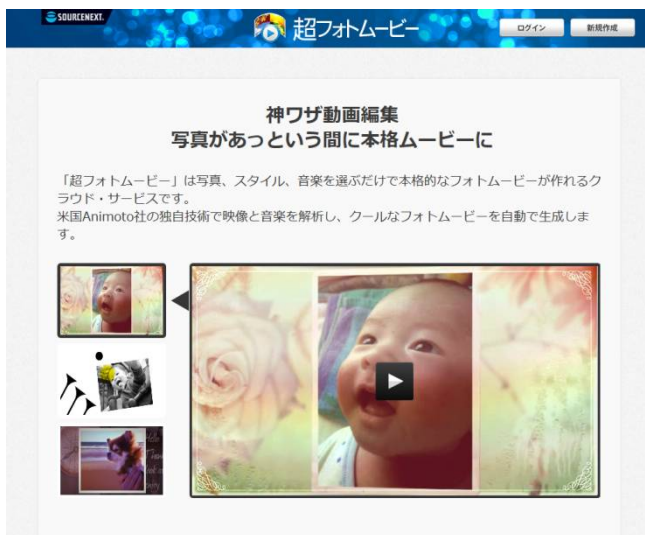 SOURCENEXT.
超フォトムービー
ログイン
新規作成
神ワザ動画編集
写真があっという間に本格ムービーに
「超フォトムービー」は写真、スタイル、音楽を選ぶだけで本格的なフォトムービーが作れるク
ラウド・サービスです。
米国Animoto社の独自技術で映像と音楽を解析し、クールなフォトムービーを自動で生成しま
す。